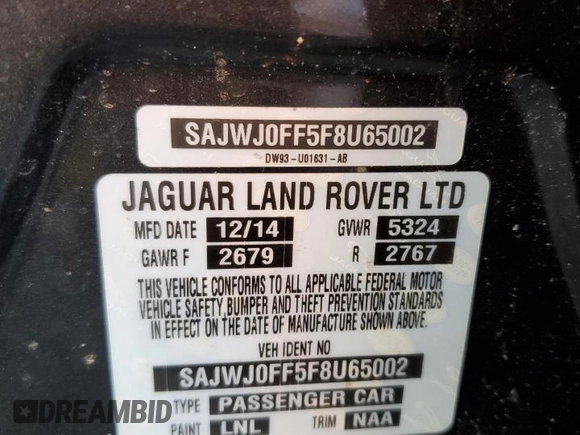 SAJWJ0FF5F8U65002
DW93-U01631-AB
JAGUAR LAND ROVER LTD
MFD DATE 12/14 GVWR 5324
GAWR F 2679 R 2767
THIS VEHICLE CONFORMS TO ALL APPLICABLE FEDERAL MOTOR
VEHICLE SAFETY,BUMPER AND THEFT PREVENTION STANDARDS
IN EFFECT ON THE DATE OF MANUFACTURE SHOWN ABOVE.
VEH IDENT NO
SAJWJ0FF5F8U65002
TYPE PASSENGER CAR
PAINT LNL TRIM NAA
DREAMBID